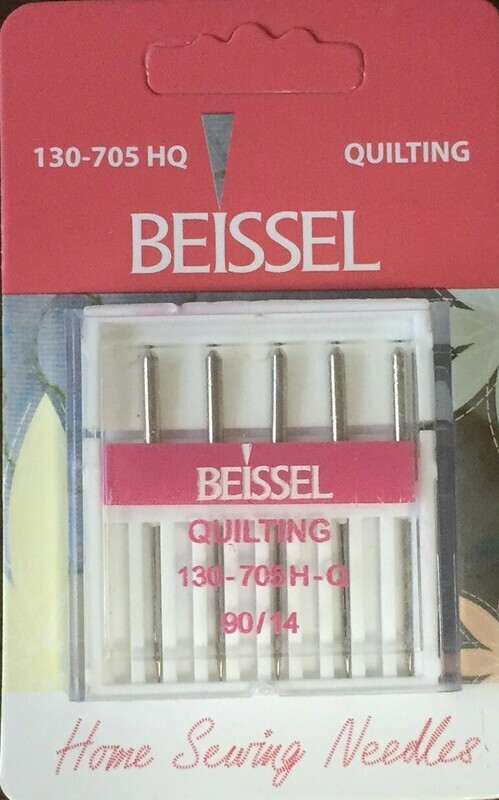 130-705 HQ QUILTING
BEISSEL
BEISSEL
QUILTING
130-705 H-Q
90/14
Home Sewing Needles